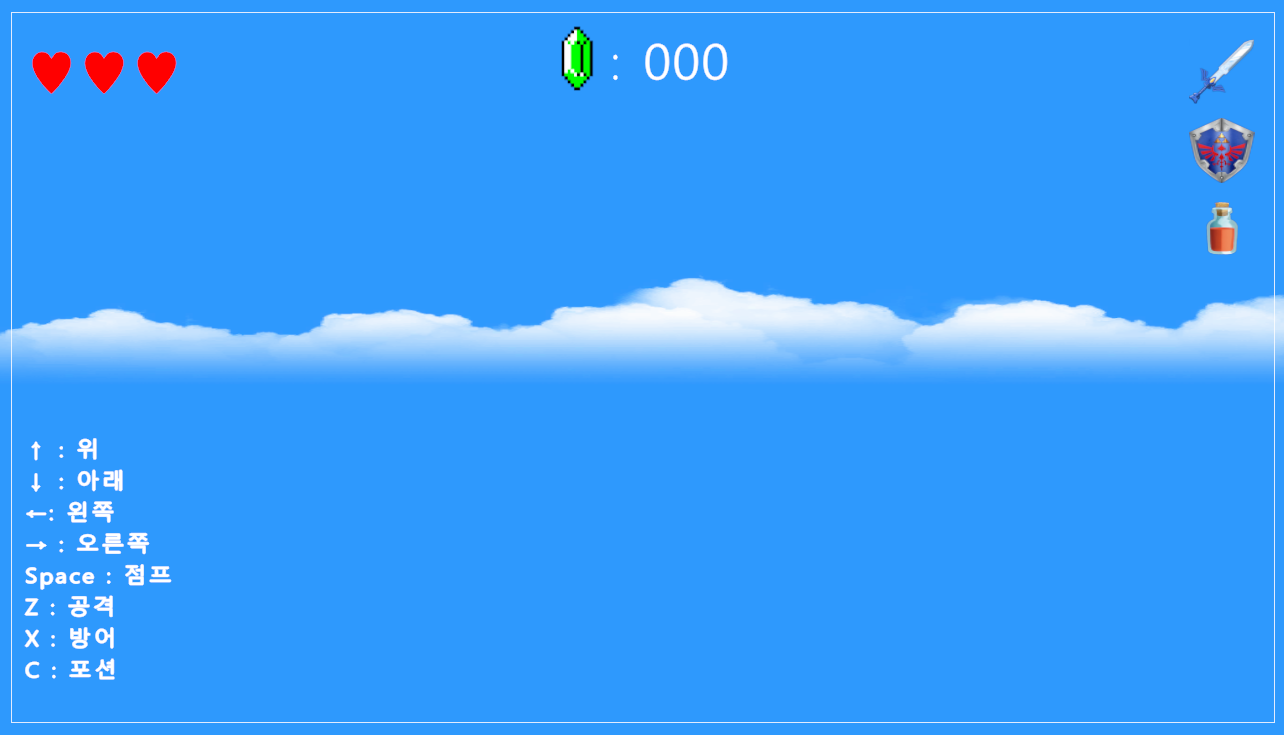 : 000
↑ : 위
↓ : 아래
←: 왼쪽
→ : 오른쪽
Space : 점프
Z : 공격
X : 방어
C : 포션